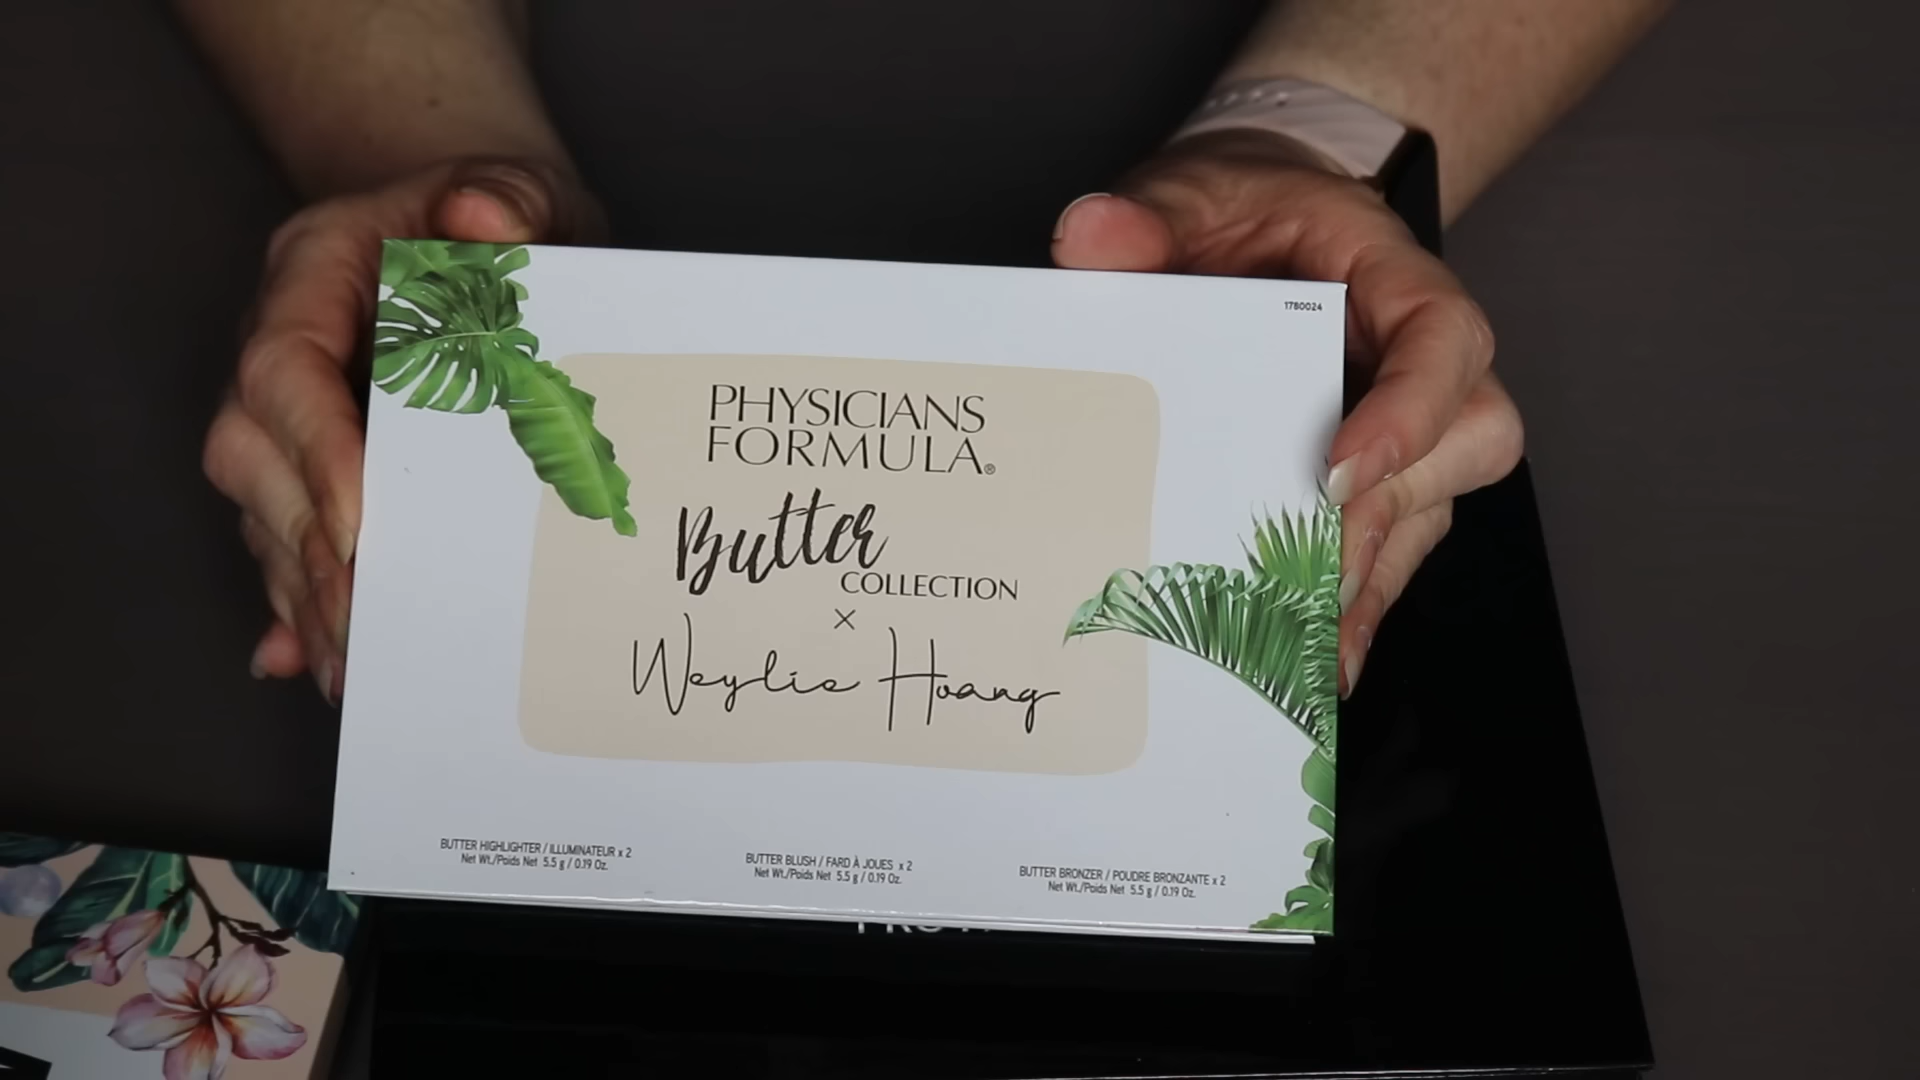 1780024
PHYSICIANS
FORMULA®
Butter
COLLECTION
×
Weylie Hoang
BUTTER HIGHLIGHTER / ILLUMINATEUR x 2
Net Wt./Poids Net 5.5 g / 0.19 Oz.
BUTTER BLUSH / FARD À JOUES x 2
Net Wt./Poids Net 5.5 g / 0.19 Oz.
BUTTER BRONZER / POUDRE BRONZANTE x 2
Net Wt./Poids Net 5.5 g / 0.19 Oz.